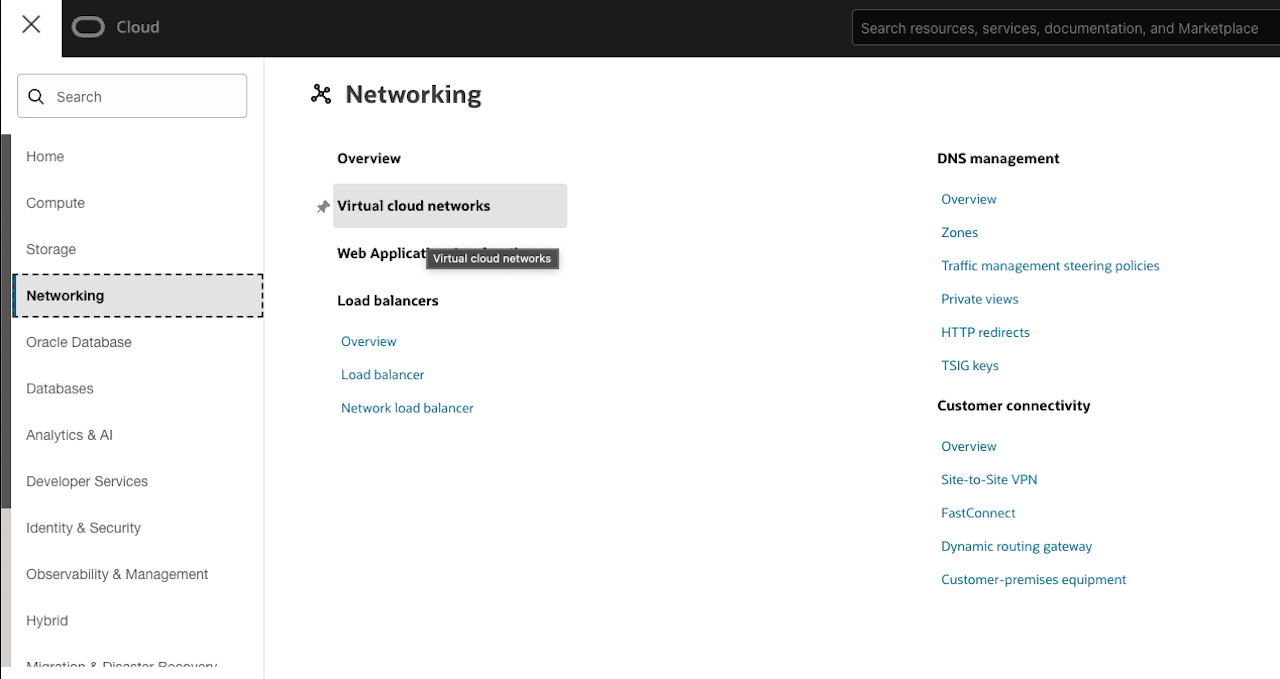 Cloud
Search resources, services, documentation, and Marketplace
Search
Home
Compute
Storage
Networking
Oracle Database
Databases
Analytics & AI
Developer Services
Identity & Security
Observability & Management
Hybrid
Migration & Disaster Recovery
Networking
Overview
Virtual cloud networks
Web Applicat
Virtual cloud networks
Load balancers
Overview
Load balancer
Network load balancer
DNS management
Overview
Zones
Traffic management steering policies
Private views
HTTP redirects
TSIG keys
Customer connectivity
Overview
Site-to-Site VPN
FastConnect
Dynamic routing gateway
Customer-premises equipment